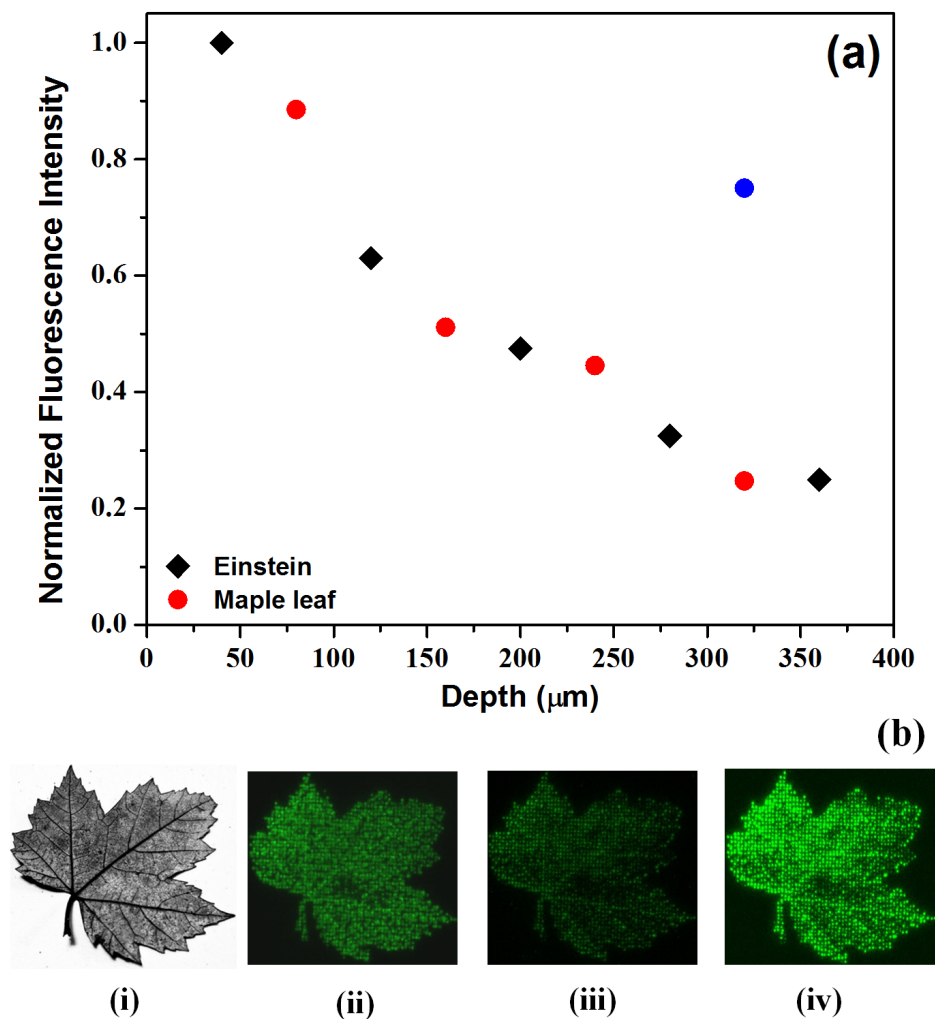 (a)
Normalized Fluorescence Intensity
1.0
0.8
0.6
0.4
0.2
0.0
Einstein
Maple leaf
0 50 100 150 200 250 300 350 400
Depth (μm)
(b)
(i) (ii) (iii) (iv)